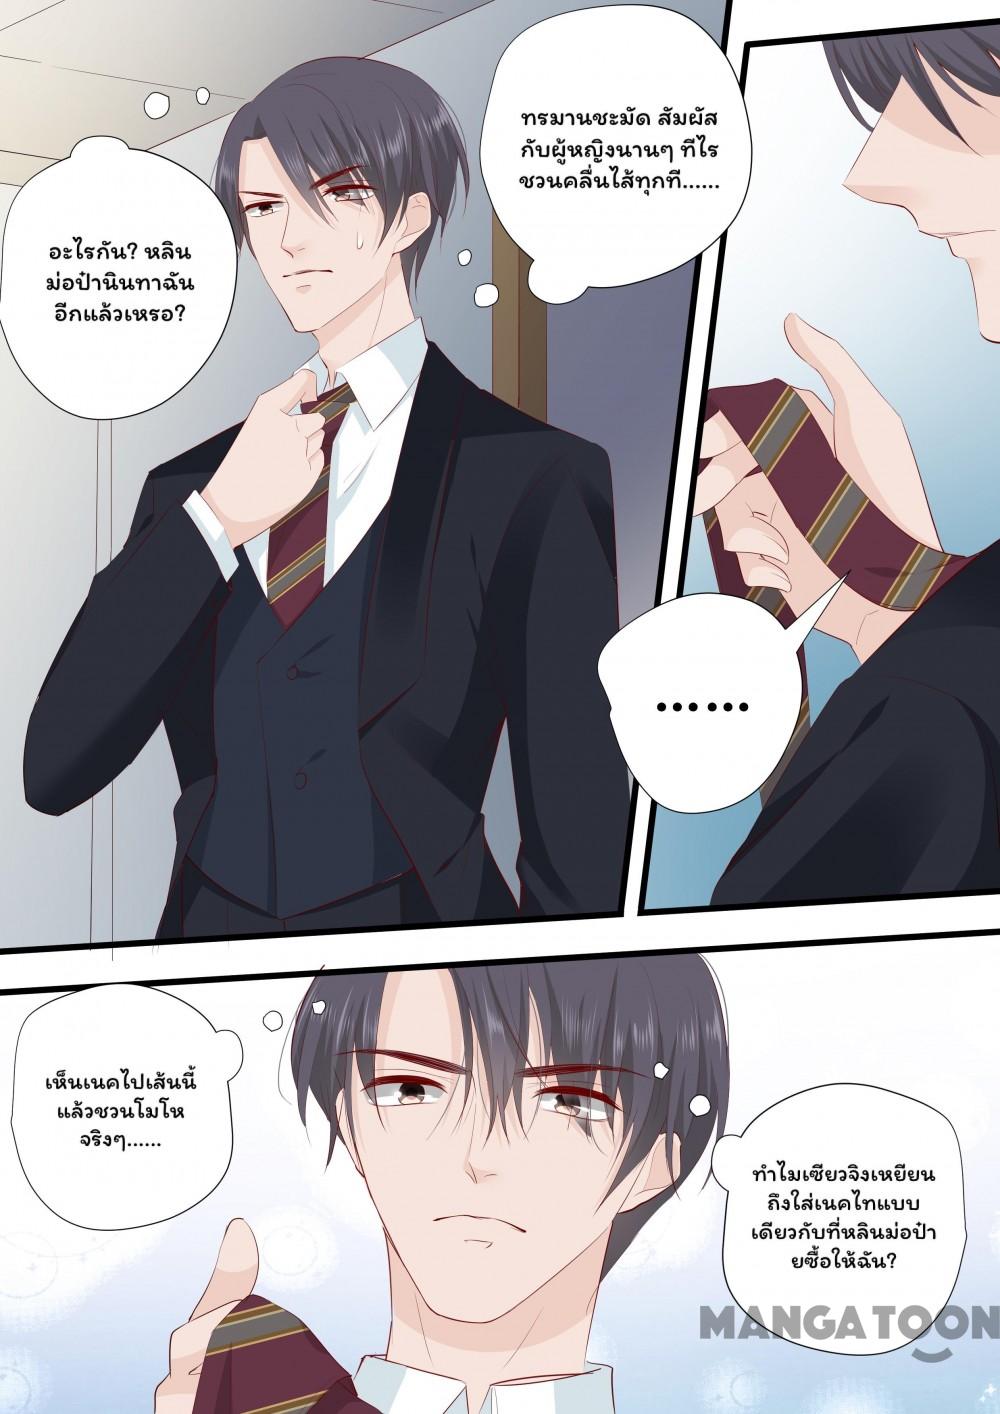 ทรมานชะมัด สัมผัส
กับผู้หญิงนานๆ ทีไร
ชวนคลื่นไส้ทุกที......
อะไรกัน? หลิน
ม่อป๋านินทาฉัน
อีกแล้วเหรอ?
......
เห็นเนคไปเส้นนี้
แล้วชวนโมโห
จริงๆ......
ทำไมเซียวจิงเหยียน
ถึงใส่เนคไทแบบ
เดียวกับที่หลินม่อป๋า
ยซื้อให้ฉัน?
MANGATOON